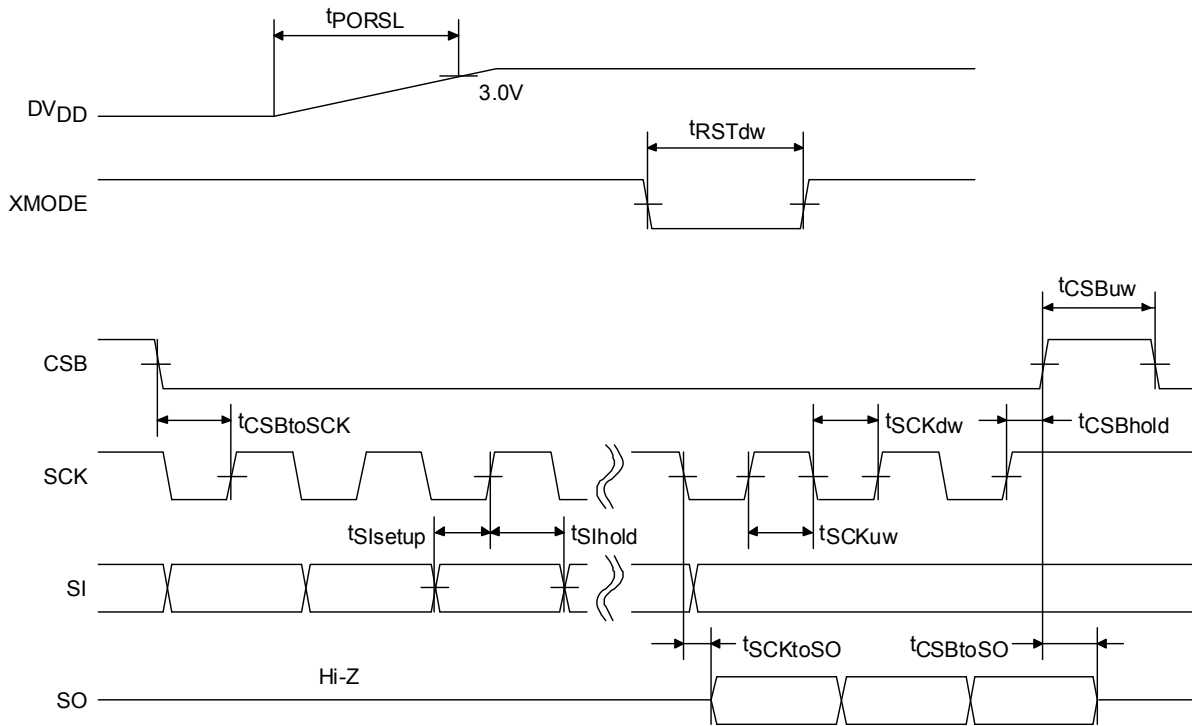 tPORSL
3.0V
DVDD
tRSTdw
XMODE
tCSBuw
CSB
tCSBtoSCK
tSCKdw
tCSBhold
SCK
tSIsetup
tSIhold
tSCKuw
SI
tSCKtoSO
tCSBtoSO
Hi-Z
SO